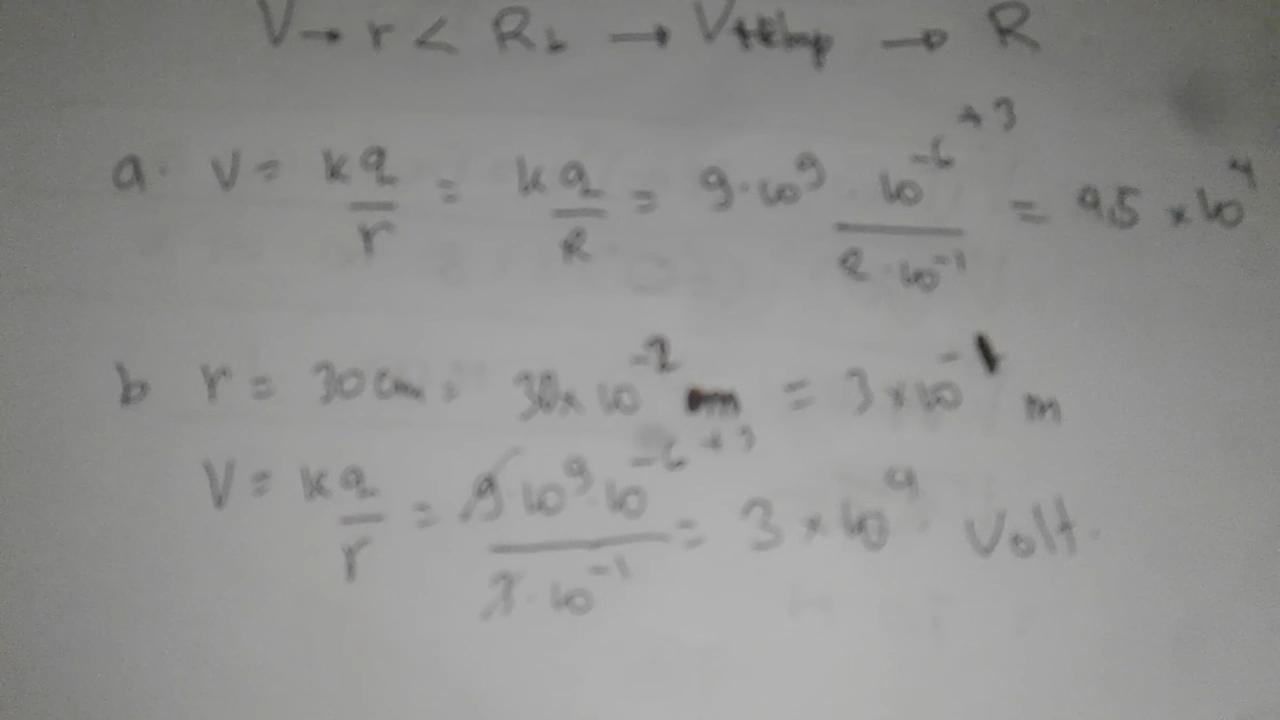 V → r < R, → Vtetap → R
a. V = kq/r = kq/R = 9·10^9 · 10^-6 +3 / 2·10^-1 = 4,5 × 10^4
b r = 30 cm = 30 × 10^-2 m = 3 × 10^-1 m
V = kq/r = 9·10^9·10^-6 +3 / 3·10^-1 = 3 × 10^4 Volt.